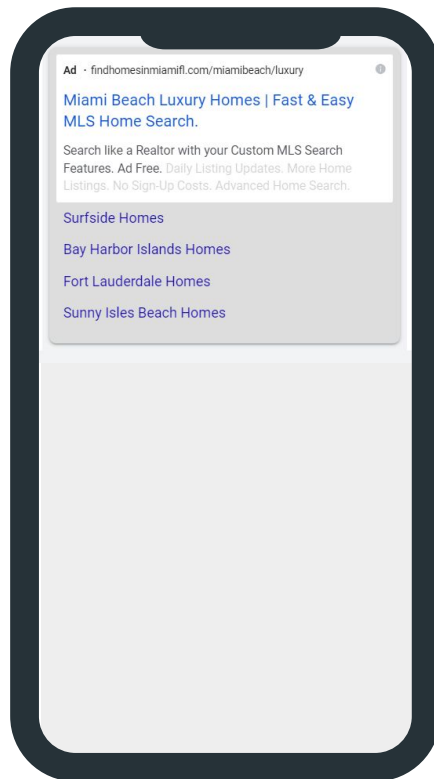 Ad · findhomesinmiamifl.com/miamibeach/luxury
Miami Beach Luxury Homes | Fast & Easy
MLS Home Search.
Search like a Realtor with your Custom MLS Search
Features. Ad Free. Daily Listing Updates. More Home
Listings. No Sign-Up Costs. Advanced Home Search.
Surfside Homes
Bay Harbor Islands Homes
Fort Lauderdale Homes
Sunny Isles Beach Homes